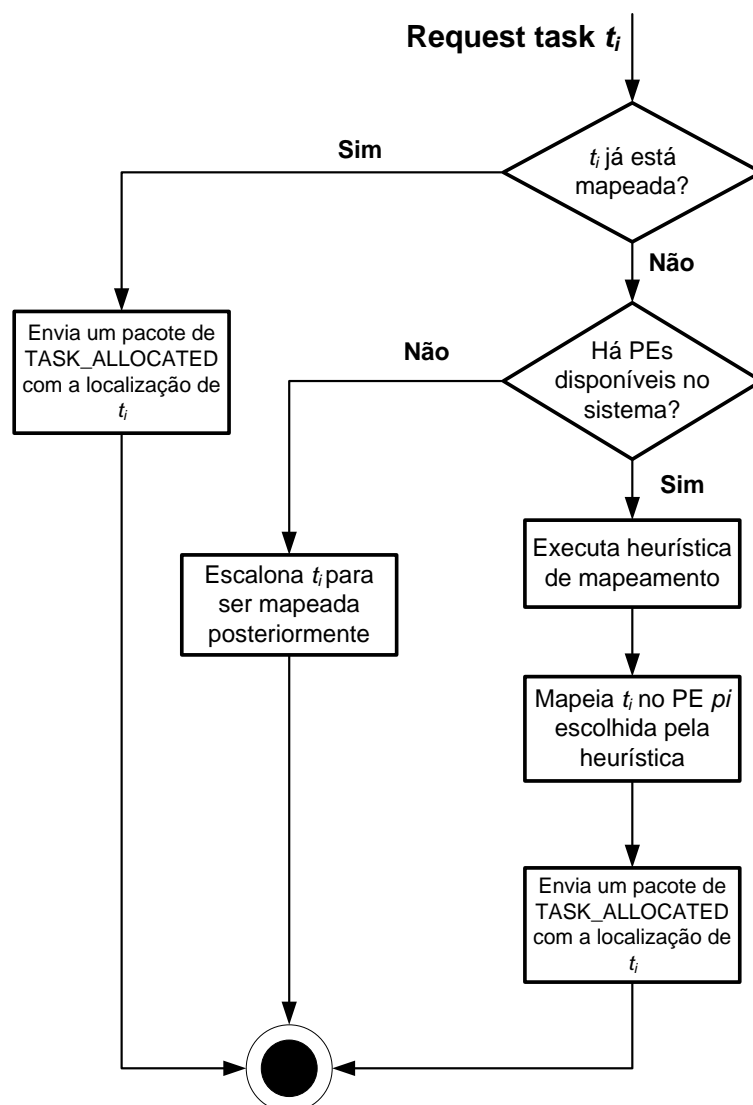 Request task ti
Sim
ti já está
mapeada?
Não
Envia um pacote de
TASK_ALLOCATED
com a localização de
ti
Não
Há PEs
disponíveis no
sistema?
Sim
Executa heurística
de mapeamento
Escalona ti para
ser mapeada
posteriormente
Mapeia ti no PE pi
escolhida pela
heurística
Envia um pacote de
TASK_ALLOCATED
com a localização de
ti